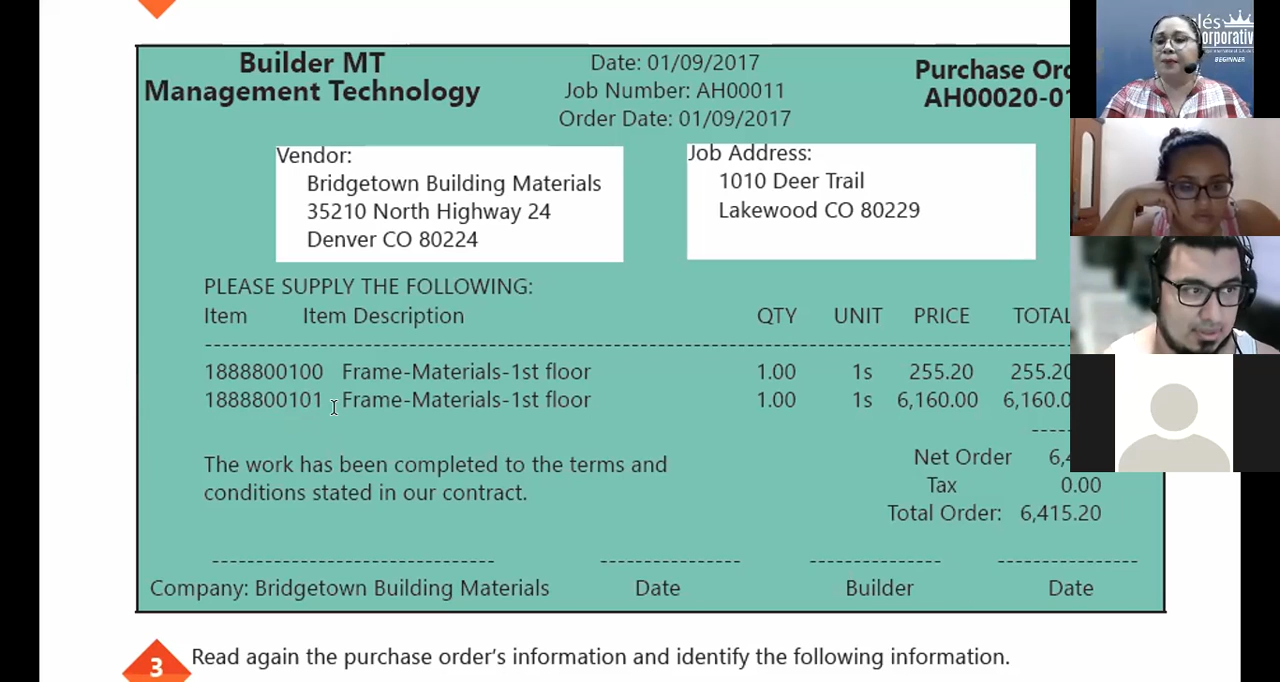 Builder MT
Management Technology
Date: 01/09/2017
Job Number: AH00011
Order Date: 01/09/2017
Purchase
AH00020-01
Vendor:
Bridgetown Building Materials
35210 North Highway 24
Denver CO 80224
Job Address:
1010 Deer Trail
Lakewood CO 80229
PLEASE SUPPLY THE FOLLOWING:
Item Item Description QTY UNIT PRICE TOTAL
1888800100 Frame-Materials-1st floor 1.00 1s 255.20 255.20
1888800101 Frame-Materials-1st floor 1.00 1s 6,160.00 6,160.0
The work has been completed to the terms and
conditions stated in our contract.
Net Order 6,4
Tax 0.00
Total Order: 6,415.20
Company: Bridgetown Building Materials Date Builder Date
3 Read again the purchase order's information and identify the following information.
BEGINNER